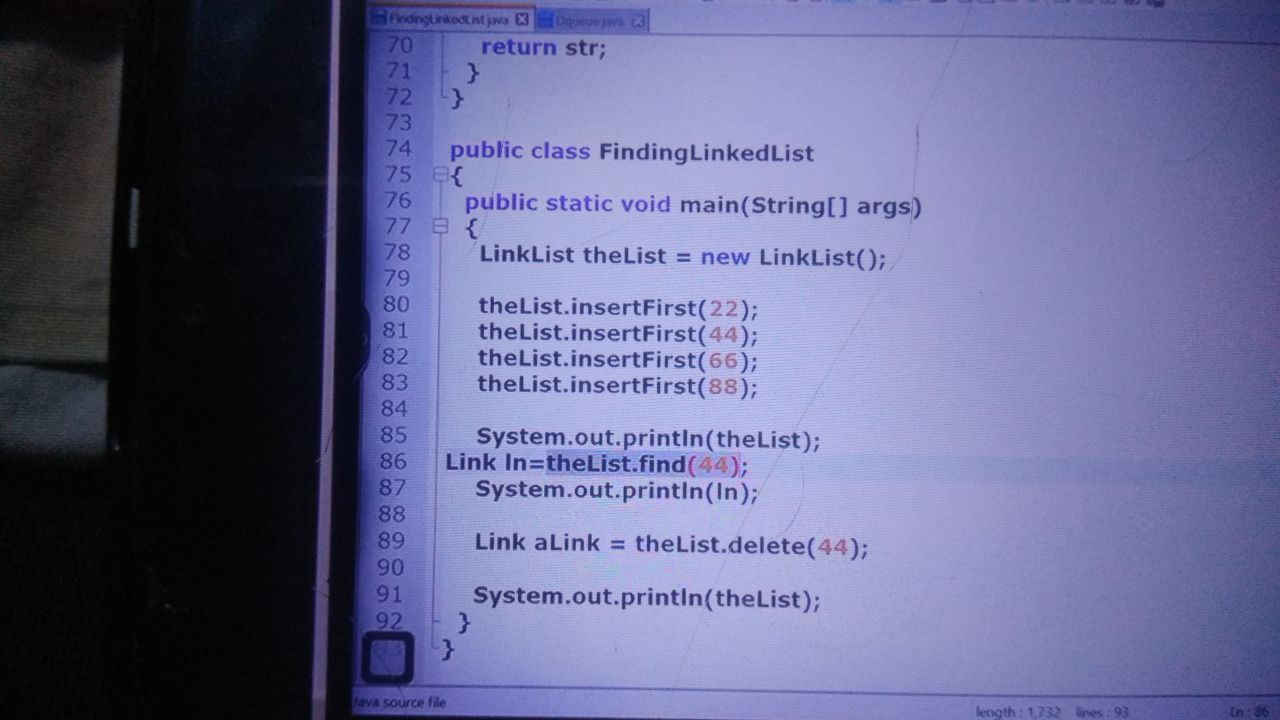 FindingLinkedList.java Dqueue.java
70 return str;
71 }
72 }
73
74 public class FindingLinkedList
75 {
76 public static void main(String[] args)
77 {
78 LinkList theList = new LinkList();
79
80 theList.insertFirst(22);
81 theList.insertFirst(44);
82 theList.insertFirst(66);
83 theList.insertFirst(88);
84
85 System.out.println(theList);
86 Link ln=theList.find(44);
87 System.out.println(ln);
88
89 Link aLink = theList.delete(44);
90
91 System.out.println(theList);
92 }
}
Java source file length : 1,732 lines : 93 Ln : 86